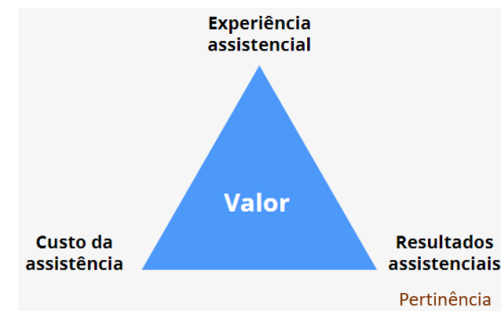 Experiência
assistencial
Valor
Custo da
assistência
Resultados
assistenciais
Pertinência